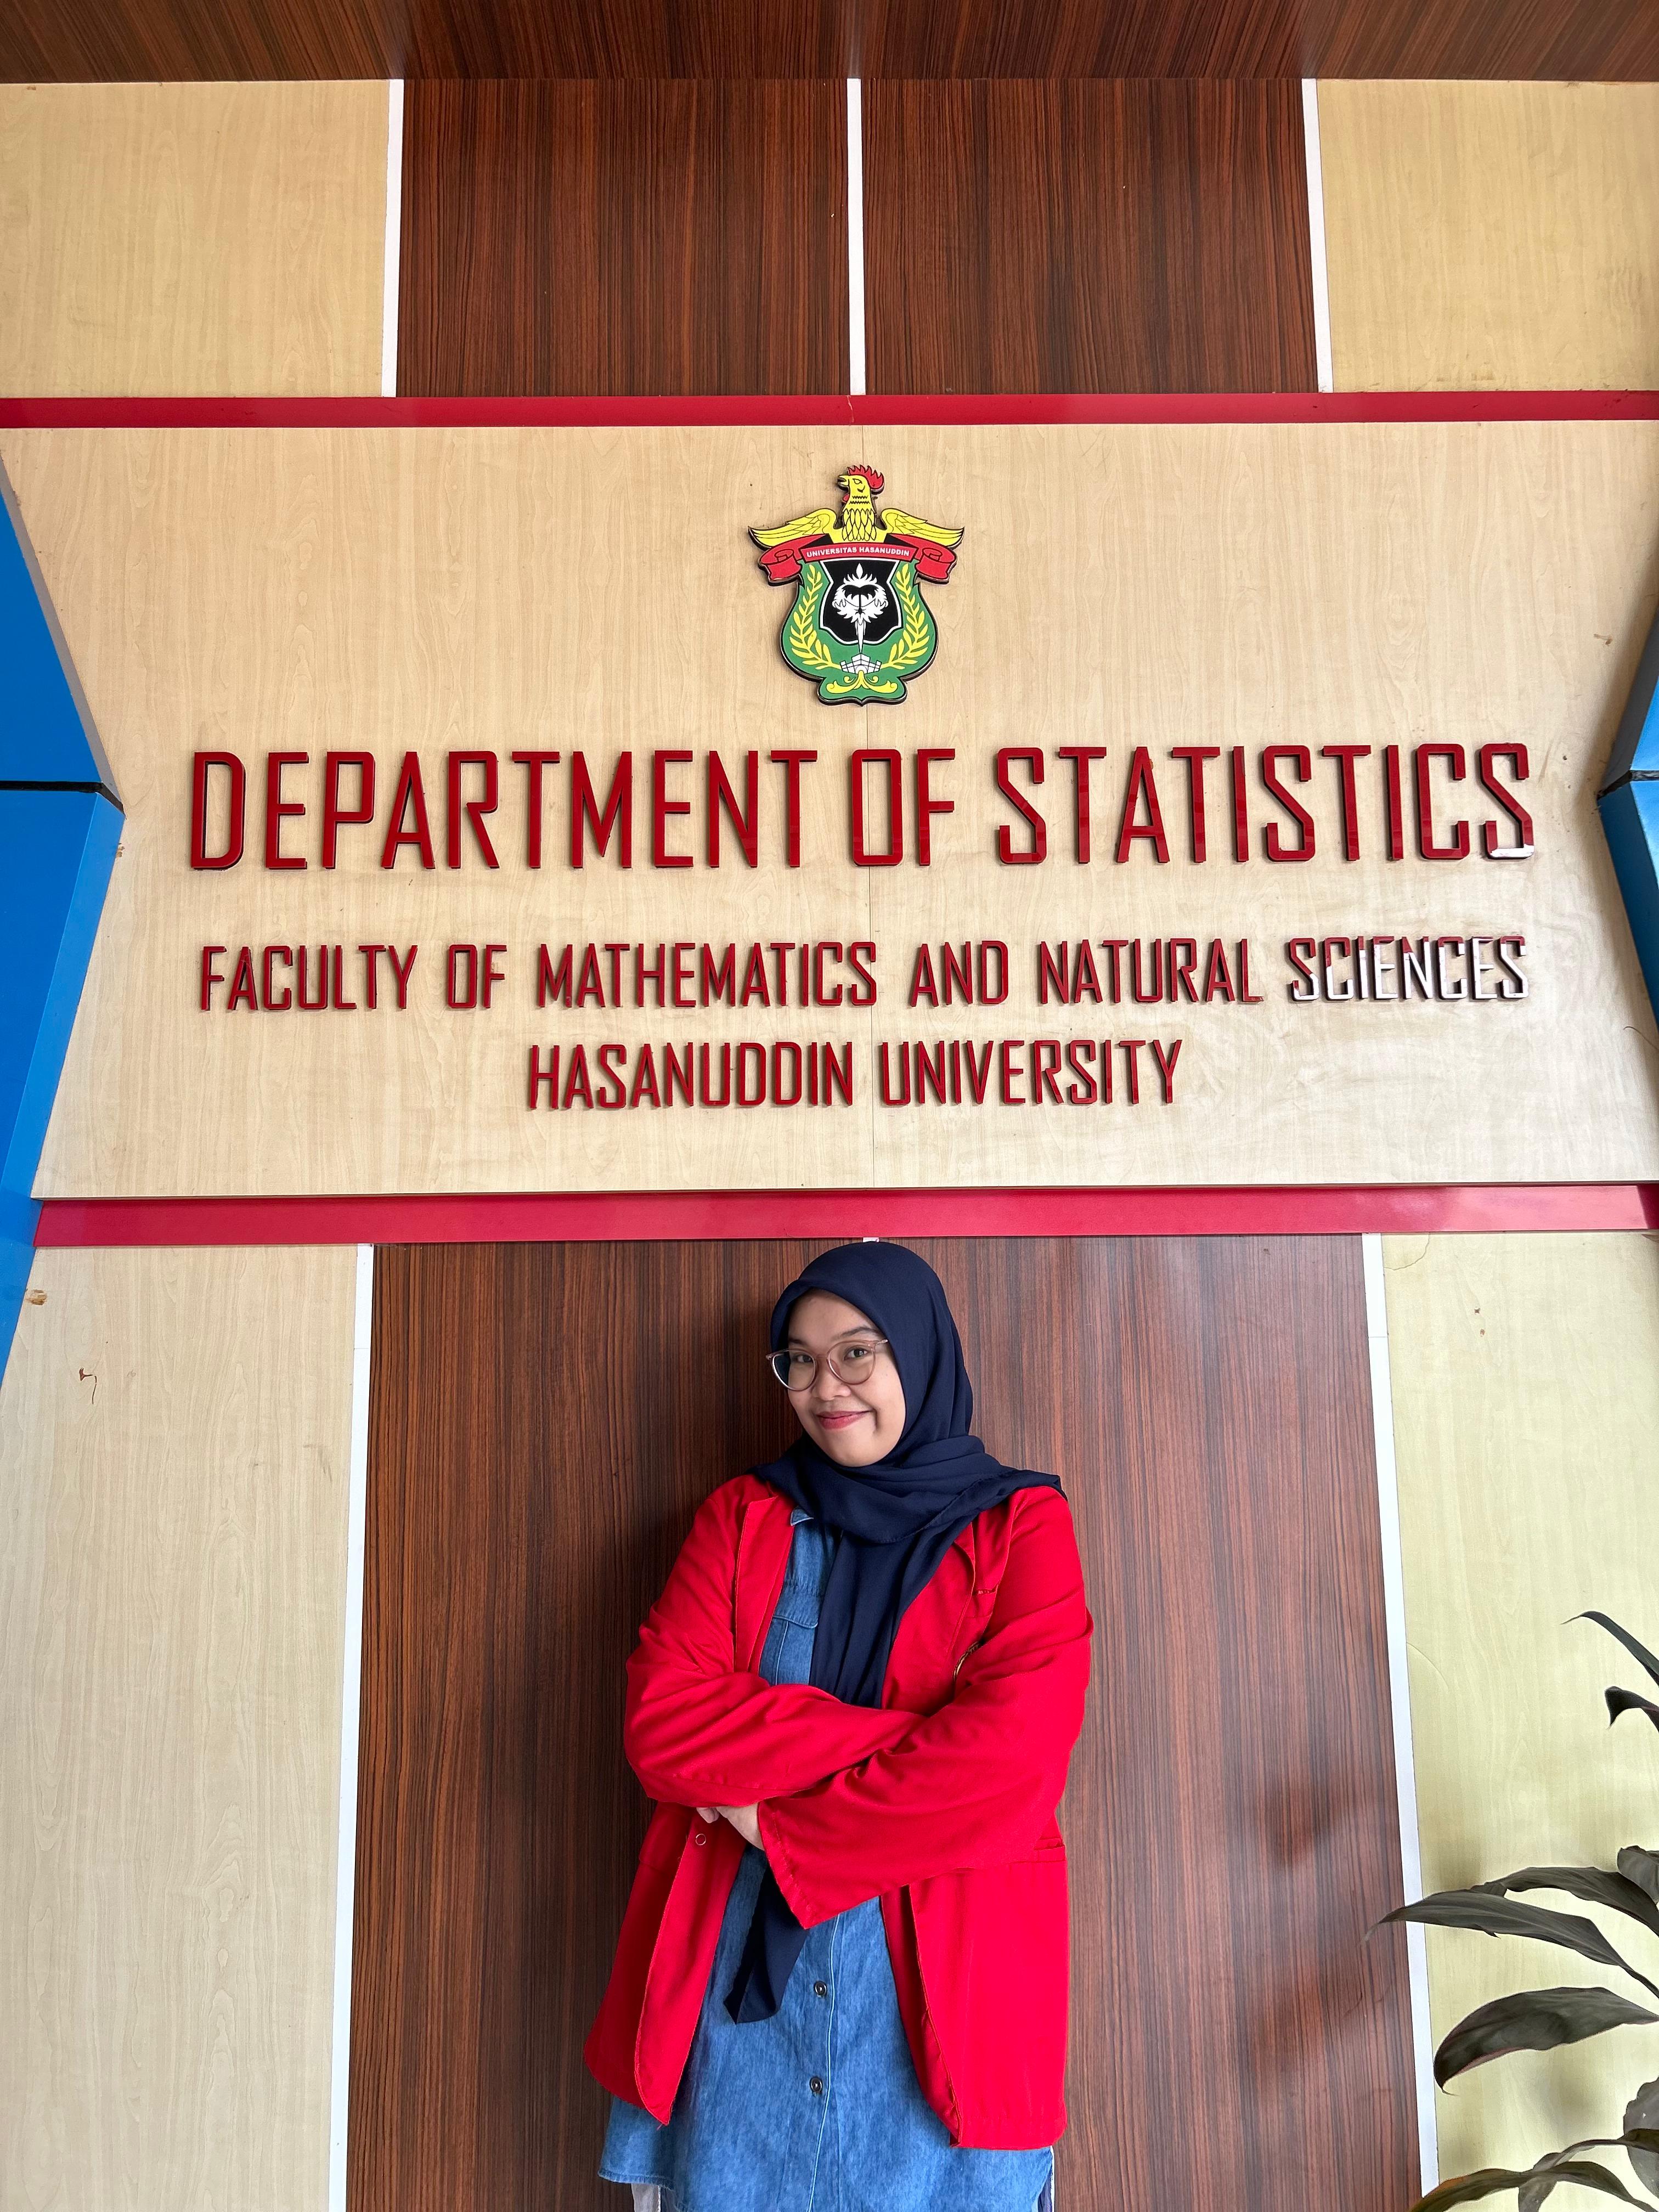 UNIVERSITAS HASANUDDIN
DEPARTMENT OF STATISTICS
FACULTY OF MATHEMATICS AND NATURAL SCIENCES
HASANUDDIN UNIVERSITY